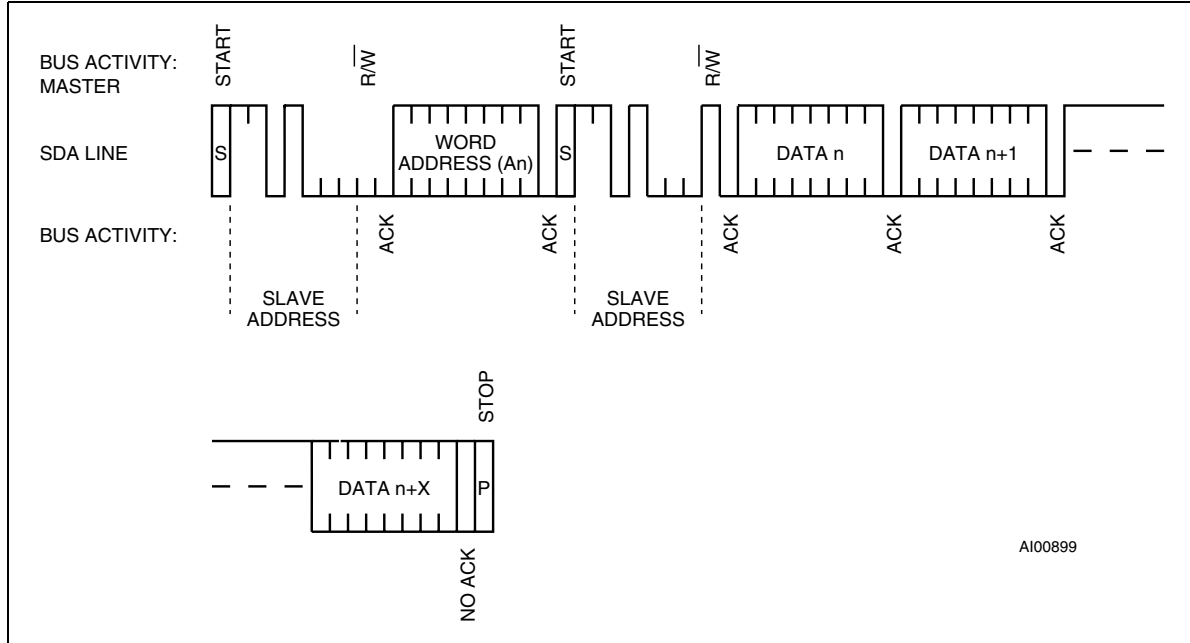 START
R/W
START
R/W
BUS ACTIVITY:
MASTER
SDA LINE
S
WORD
ADDRESS (An)
S
DATA n
DATA n+1
BUS ACTIVITY:
ACK
ACK
ACK
ACK
ACK
SLAVE
ADDRESS
SLAVE
ADDRESS
STOP
DATA n+X
P
NO ACK
AI00899